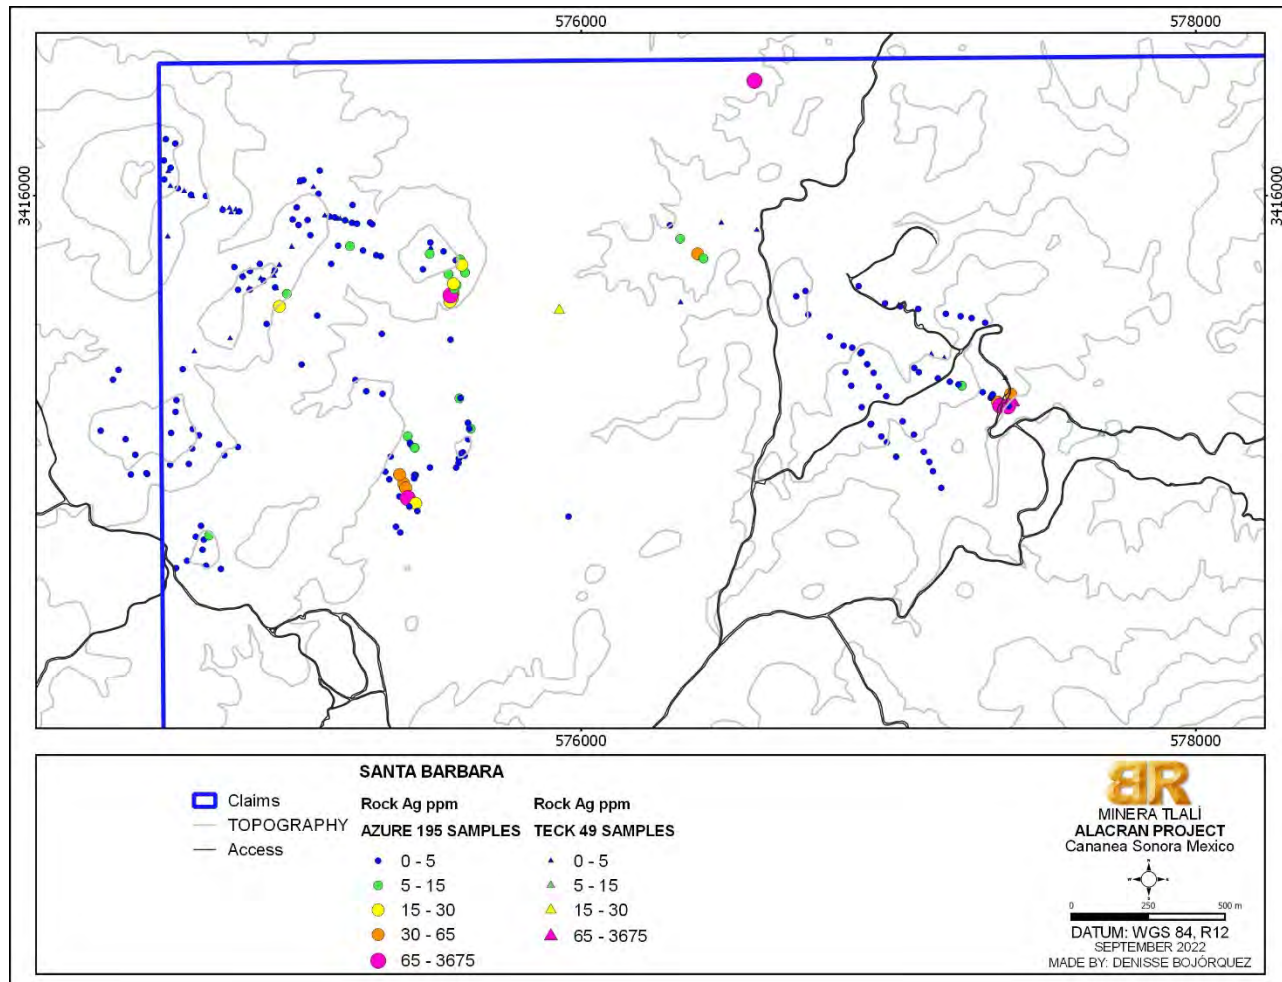 576000
578000
3416000
3416000
576000
578000
SANTA BARBARA
Claims
TOPOGRAPHY
Access
Rock Ag ppm
AZURE 195 SAMPLES
0 - 5
5 - 15
15 - 30
30 - 65
65 - 3675
Rock Ag ppm
TECK 49 SAMPLES
0 - 5
5 - 15
15 - 30
65 - 3675
BR
MINERA TLALÍ
ALACRAN PROJECT
Cananea Sonora Mexico
N
W
E
S
0 250 500 m
DATUM: WGS 84, R12
SEPTEMBER 2022
MADE BY: DENISSE BOJÓRQUEZ